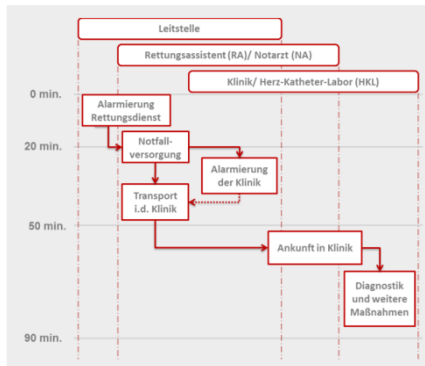 Leitstelle
Rettungsassistent (RA)/ Notarzt (NA)
Klinik/ Herz-Katheter-Labor (HKL)
0 min.
Alarmierung
Rettungsdienst
20 min.
Notfall-
versorgung
Alarmierung
der Klinik
Transport
i.d. Klinik
50 min.
Ankunft in Klinik
Diagnostik
und weitere
Maßnahmen
90 min.